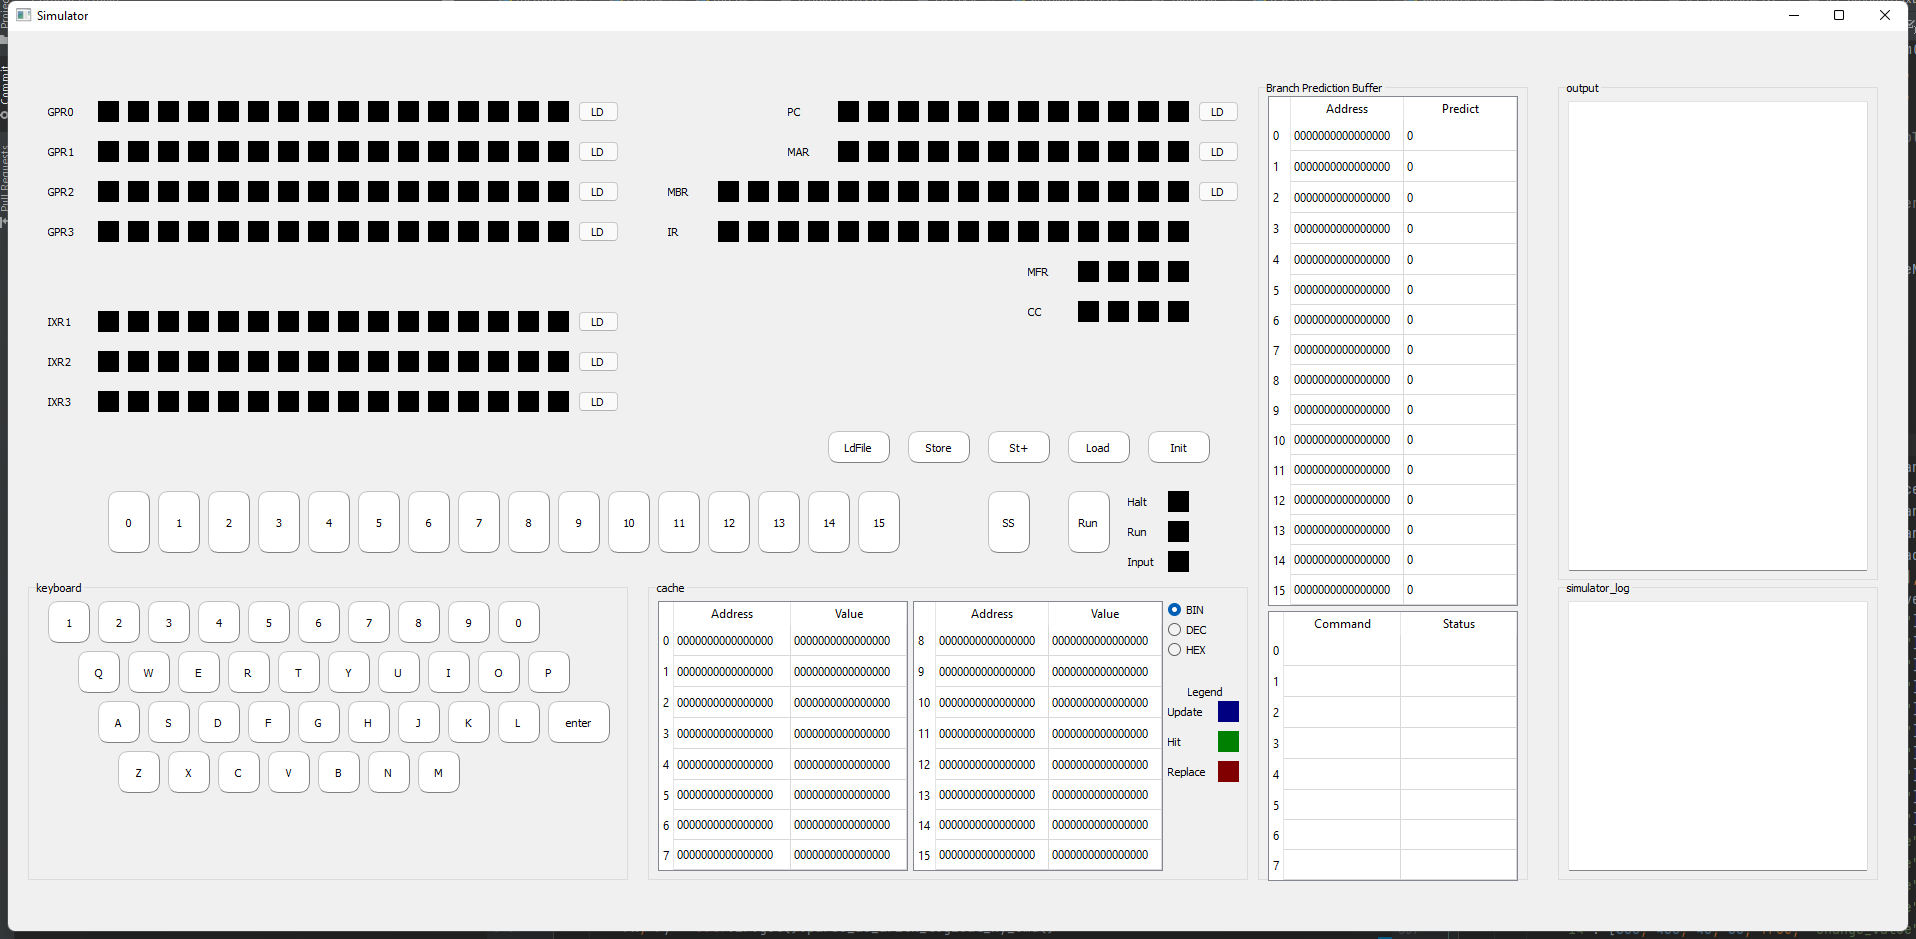 Simulator
GPR0 LD
GPR1 LD
GPR2 LD
GPR3 LD
IXR1 LD
IXR2 LD
IXR3 LD
PC LD
MAR LD
MBR LD
IR
MFR
CC
LdFile Store St+ Load Init
0 1 2 3 4 5 6 7 8 9 10 11 12 13 14 15 SS Run
Halt
Run
Input
keyboard
1 2 3 4 5 6 7 8 9 0
Q W E R T Y U I O P
A S D F G H J K L enter
Z X C V B N M
cache
Address Value Address Value
0 0000000000000000 0000000000000000 8 0000000000000000 0000000000000000
1 0000000000000000 0000000000000000 9 0000000000000000 0000000000000000
2 0000000000000000 0000000000000000 10 0000000000000000 0000000000000000
3 0000000000000000 0000000000000000 11 0000000000000000 0000000000000000
4 0000000000000000 0000000000000000 12 0000000000000000 0000000000000000
5 0000000000000000 0000000000000000 13 0000000000000000 0000000000000000
6 0000000000000000 0000000000000000 14 0000000000000000 0000000000000000
7 0000000000000000 0000000000000000 15 0000000000000000 0000000000000000
BIN
DEC
HEX
Legend
Update
Hit
Replace
Branch Prediction Buffer
Address Predict
0 0000000000000000 0
1 0000000000000000 0
2 0000000000000000 0
3 0000000000000000 0
4 0000000000000000 0
5 0000000000000000 0
6 0000000000000000 0
7 0000000000000000 0
8 0000000000000000 0
9 0000000000000000 0
10 0000000000000000 0
11 0000000000000000 0
12 0000000000000000 0
13 0000000000000000 0
14 0000000000000000 0
15 0000000000000000 0
Command Status
0
1
2
3
4
5
6
7
output
simulator_log
Commit
Pull Requests